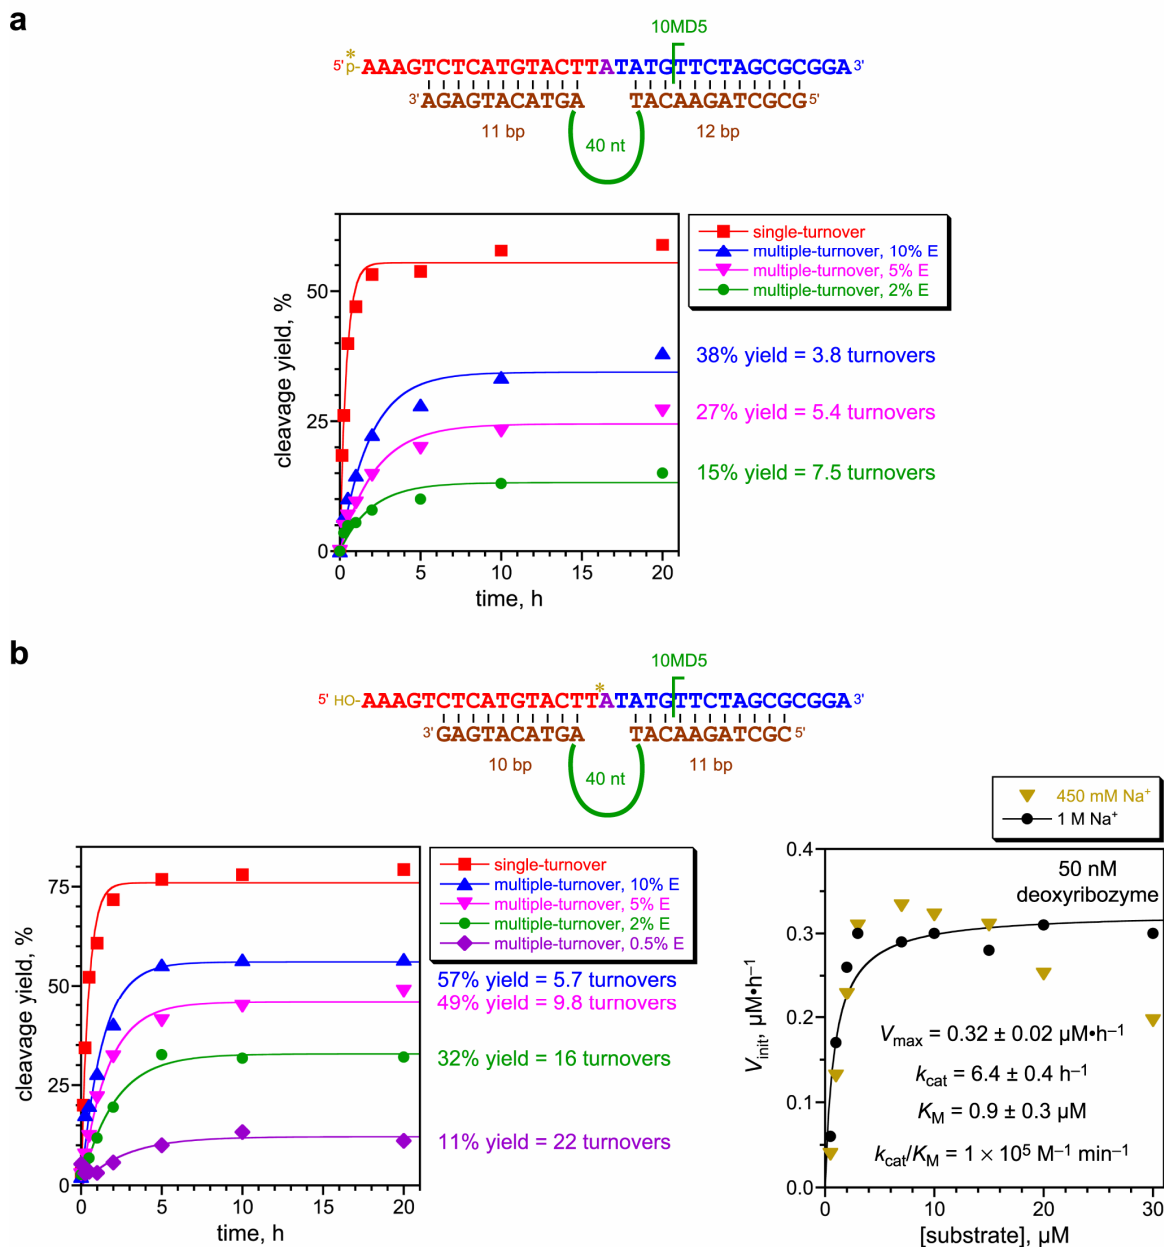 a
10MD5
*
5' p-AAAGTCTCATGTACTTATATGTTCTAGCGCGGA 3'
3'AGAGTACATGA TACAAGATCGCG5'
11 bp 40 nt 12 bp
single-turnover
multiple-turnover, 10% E
multiple-turnover, 5% E
multiple-turnover, 2% E
cleavage yield, %
50
25
0
38% yield = 3.8 turnovers
27% yield = 5.4 turnovers
15% yield = 7.5 turnovers
0 5 10 15 20
time, h
b
10MD5
*
5' HO-AAAGTCTCATGTACTTATATGTTCTAGCGCGGA 3'
3'GAGTACATGA TACAAGATCGC5'
10 bp 40 nt 11 bp
single-turnover
multiple-turnover, 10% E
multiple-turnover, 5% E
multiple-turnover, 2% E
multiple-turnover, 0.5% E
cleavage yield, %
75
50
25
0
57% yield = 5.7 turnovers
49% yield = 9.8 turnovers
32% yield = 16 turnovers
11% yield = 22 turnovers
0 5 10 15 20
time, h
450 mM Na⁺
1 M Na⁺
50 nM
deoxyribozyme
Vinit, µM•h⁻¹
0.4
0.3
0.2
0.1
0.0
Vmax = 0.32 ± 0.02 µM•h⁻¹
kcat = 6.4 ± 0.4 h⁻¹
KM = 0.9 ± 0.3 µM
kcat/KM = 1 × 10⁵ M⁻¹ min⁻¹
0 10 20 30
[substrate], µM